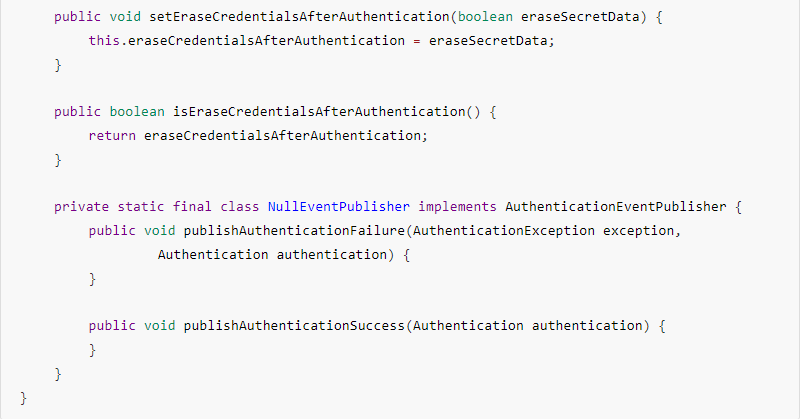 public void setEraseCredentialsAfterAuthentication(boolean eraseSecretData) {
this.eraseCredentialsAfterAuthentication = eraseSecretData;
}
public boolean isEraseCredentialsAfterAuthentication() {
return eraseCredentialsAfterAuthentication;
}
private static final class NullEventPublisher implements AuthenticationEventPublisher {
public void publishAuthenticationFailure(AuthenticationException exception,
Authentication authentication) {
}
public void publishAuthenticationSuccess(Authentication authentication) {
}
}
}